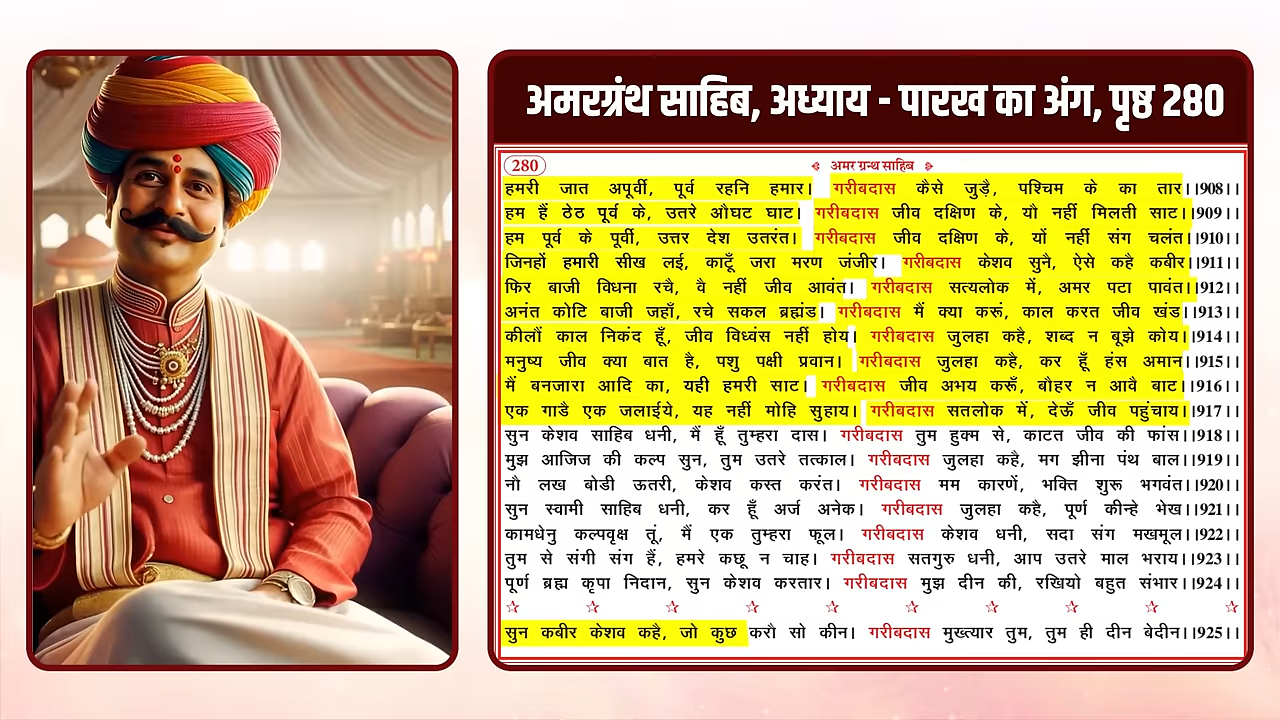 अमरग्रंथ साहिब, अध्याय - पारख का अंग, पृष्ठ 280
280 अमर ग्रन्थ साहिब
हमरी जात अपूर्वी, पूर्व रहनि हमार। गरीबदास कैसे जुड़ै, पश्चिम के का तार।।908।।
हम हैं ठेठ पूर्व के, उतरे औघट घाट। गरीबदास जीव दक्षिण के, यौ नहीं मिलती साट।।909।।
हम पूर्व के पूर्वी, उत्तर देश उतरंत। गरीबदास जीव दक्षिण के, यों नहीं संग चलंत।।910।।
जिनहों हमारी सीख लई, काटूँ जरा मरण जंजीर। गरीबदास केशव सुनै, ऐसे कहै कबीर।।911।।
फिर बाजी विधना रचै, वै नहीं जीव आवंत। गरीबदास सत्यलोक में, अमर पटा पावंत।।912।।
अनंत कोटि बाजी जहाँ, रचे सकल ब्रह्मंड। गरीबदास मैं क्या करूं, काल करत जीव खंड।।913।।
कीलौं काल निकंद हूँ, जीव विध्वंस नहीं होय। गरीबदास जुलहा कहै, शब्द न बूझे कोय।।914।।
मनुष्य जीव क्या बात है, पशु पक्षी प्रवान। गरीबदास जुलहा कहै, कर हूँ हंस अमान।।915।।
मैं बनजारा आदि का, यही हमरी साट। गरीबदास जीव अभय करूँ, बौहर न आवै बाट।।916।।
एक गाडै एक जलाईये, यह नहीं मोहि सुहाय। गरीबदास सतलोक में, देऊँ जीव पहुंचाय।।917।।
सुन केशव साहिब धनी, मैं हूँ तुम्हरा दास। गरीबदास तुम हुक्म से, काटत जीव की फांस।।918।।
मुझ आजिज की कल्प सुन, तुम उतरे तत्काल। गरीबदास जुलहा कहै, मग झीना पंथ बाल।।919।।
नौ लख बोडी ऊतरी, केशव कस्त करंत। गरीबदास मम कारणें, भक्ति शुरू भगवंत।।920।।
सुन स्वामी साहिब धनी, कर हूँ अर्ज अनेक। गरीबदास जुलहा कहै, पूर्ण कीन्हे भेख।।921।।
कामधेनु कल्पवृक्ष तूं, मैं एक तुम्हरा फूल। गरीबदास केशव धनी, सदा संग मखमूल।।922।।
तुम से संगी संग हैं, हमरे कछू न चाह। गरीबदास सतगुरु धनी, आप उतरे माल भराय।।923।।
पूर्ण ब्रह्म कृपा निदान, सुन केशव करतार। गरीबदास मुझ दीन की, रखियो बहुत संभार।।924।।
सुन कबीर केशव कहै, जो कुछ करौ सो कीन। गरीबदास मुख्त्यार तुम, तुम ही दीन बेदीन।।925।।